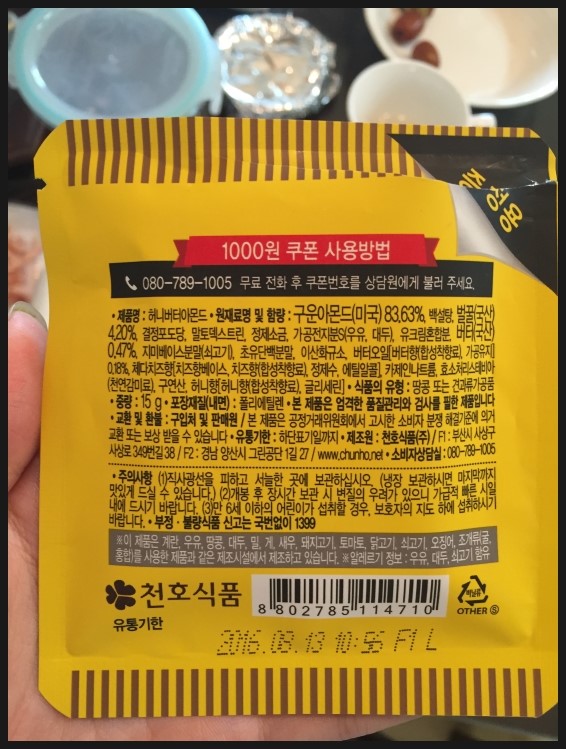 증정용
1000원 쿠폰 사용방법
080-789-1005 무료 전화 후 쿠폰번호를 상담원에게 불러 주세요.
• 제품명 : 허니버터아몬드 • 원재료명 및 함량 : 구운아몬드(미국) 83.63%, 백설탕, 벌꿀(국산)
4.20%, 결정포도당, 말토덱스트린, 정제소금, 가공전지분(우유, 대두), 유크림혼합분, 버터(국산)
0.47%, 지미베이스분말(쇠고기), 초유단백분말, 이산화규소, 버터오일[버터향(합성착향료), 가공유지]
0.18%, 체다치즈향[치즈향베이스, 치즈향(합성착향료), 정제수, 에틸알콜], 카제인나트륨, 효소처리스테비아
(천연감미료), 구연산, 허니향[허니향(합성착향료), 글리세린] • 식품의 유형 : 땅콩 또는 견과류가공품
• 중량 : 15 g • 포장재질(내면) : 폴리에틸렌 • 본 제품은 엄격한 품질관리와 검사를 필한 제품입니다
• 교환 및 환불 : 구입처 및 판매원 / 본 제품은 공정거래위원회에서 고시한 소비자 분쟁 해결기준에 의거
교환 또는 보상 받을 수 있습니다 • 유통기한 : 하단표기일까지 • 제조원 : 천호식품(주) / F1 : 부산시 사상구
사상로 349번길 38 / F2 : 경남 양산시 그린공단 1길 27 / www.chunho.net • 소비자상담실 : 080-789-1005
• 주의사항 (1)직사광선을 피하고 서늘한 곳에 보관하십시오. (냉장 보관하시면 마지막까지
맛있게 드실 수 있습니다.) (2)개봉 후 장시간 보관 시 변질의 우려가 있으니 가급적 빠른 시일
내에 드시기 바랍니다. (3)만 6세 이하의 어린이가 섭취할 경우, 보호자의 지도 하에 섭취하시기
바랍니다. • 부정 · 불량식품 신고는 국번없이 1399
※이 제품은 계란, 우유, 땅콩, 대두, 밀, 게, 새우, 돼지고기, 토마토, 닭고기, 쇠고기, 오징어, 조개류(굴,
홍합)를 사용한 제품과 같은 제조시설에서 제조하고 있습니다. ※알레르기 정보 : 우유, 대두, 쇠고기 함유
천호식품
8 802785 114710
비닐류
OTHER Ⓢ
유통기한
2016.08.13 10:56 F1 L